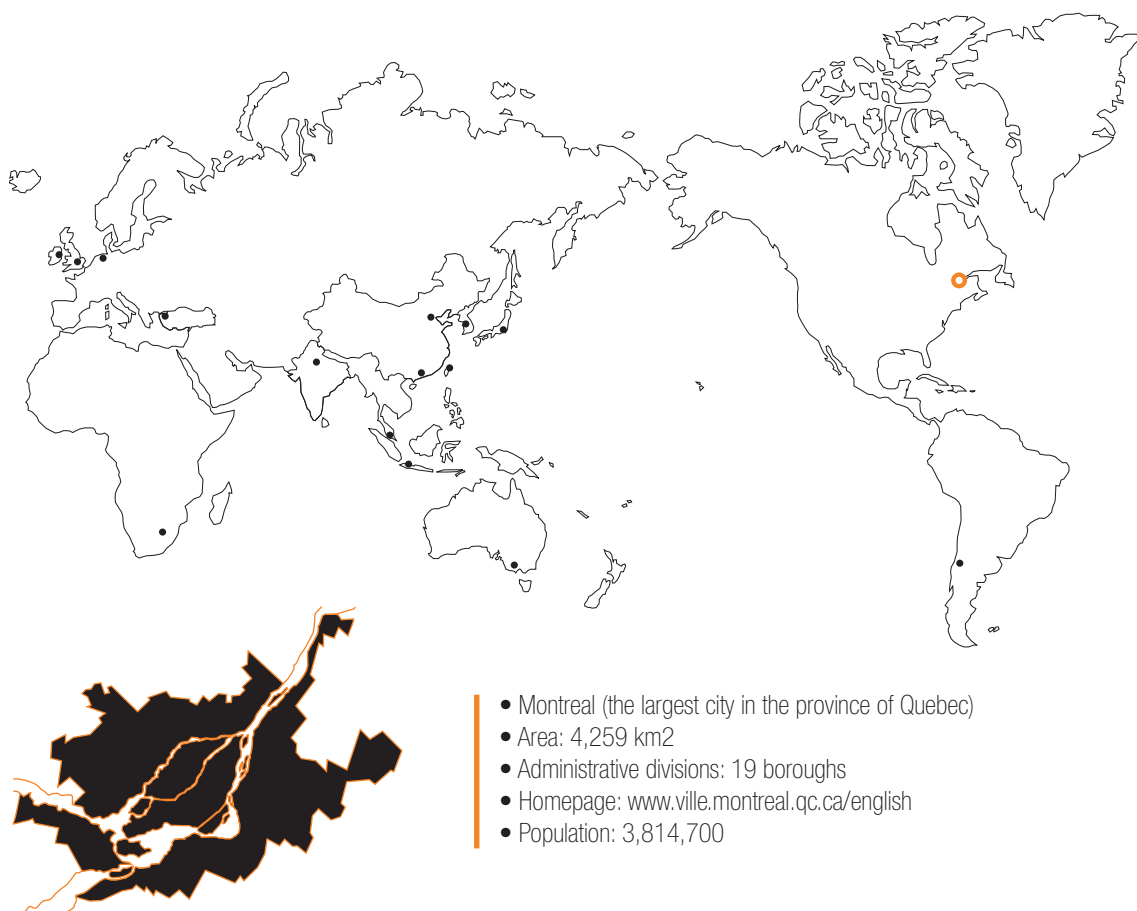 • Montreal (the largest city in the province of Quebec)
• Area: 4,259 km2
• Administrative divisions: 19 boroughs
• Homepage: www.ville.montreal.qc.ca/english
• Population: 3,814,700